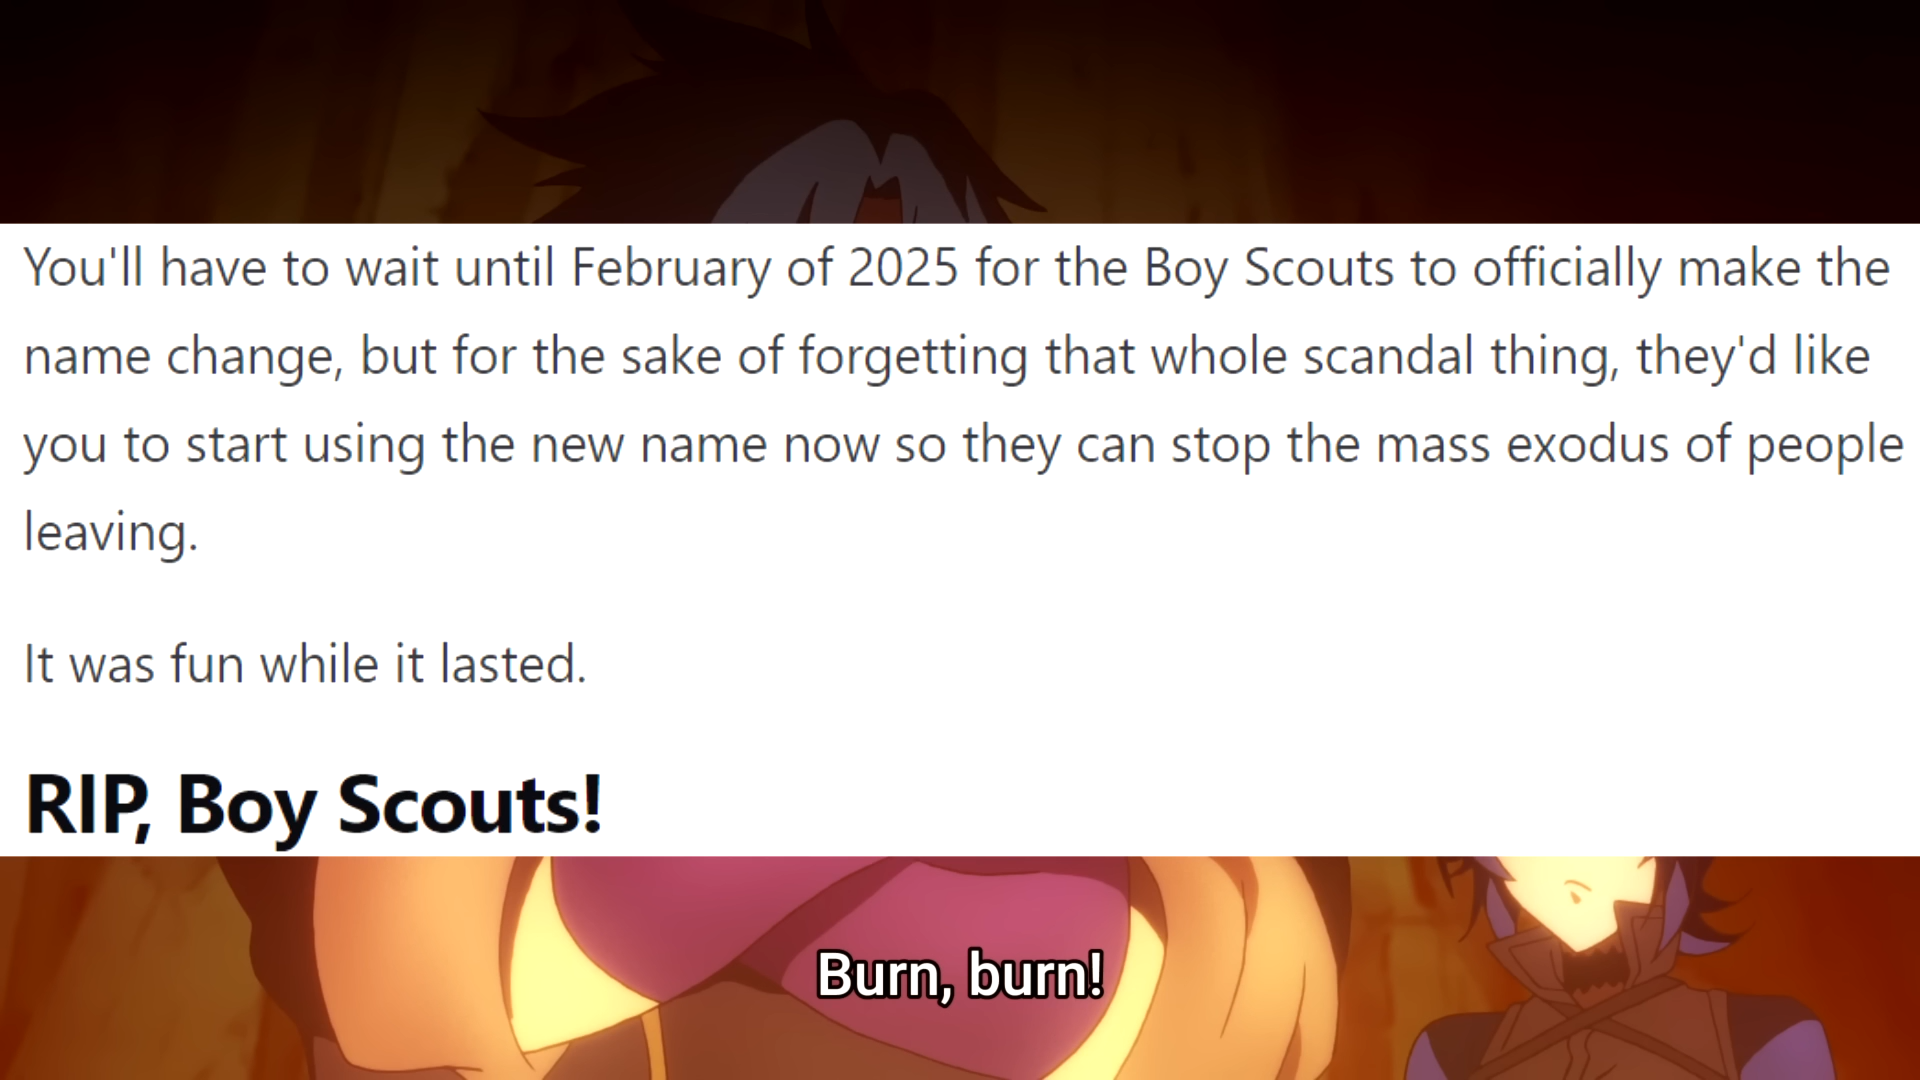 You'll have to wait until February of 2025 for the Boy Scouts to officially make the
name change, but for the sake of forgetting that whole scandal thing, they'd like
you to start using the new name now so they can stop the mass exodus of people
leaving.
It was fun while it lasted.
RIP, Boy Scouts!
Burn, burn!